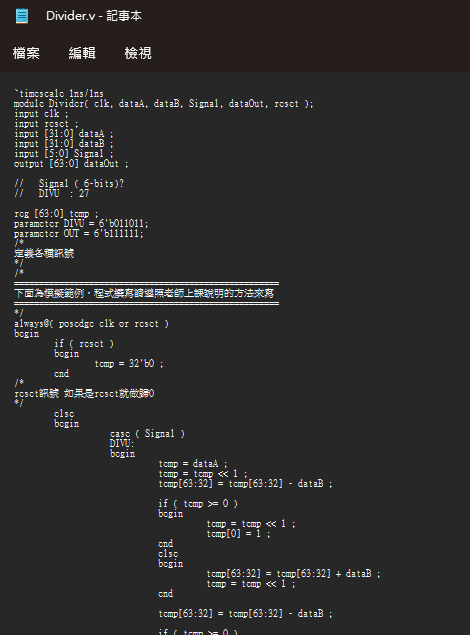 Divider.v - 記事本
檔案 編輯 檢視
`timescale 1ns/1ns
module Divider( clk, dataA, dataB, Signal, dataOut, reset );
input clk ;
input reset ;
input [31:0] dataA ;
input [31:0] dataB ;
input [5:0] Signal ;
output [63:0] dataOut ;
//   Signal ( 6-bits)?
//   DIVU  : 27
reg [63:0] temp ;
parameter DIVU = 6'b011011;
parameter OUT = 6'b111111;
/*
定義各種訊號
*/
/*
=====================================================
下面為模擬範例，程式撰寫請遵照老師上課說明的方法來寫
=====================================================
*/
always@( posedge clk or reset )
begin
        if ( reset )
        begin
                temp = 32'b0 ;
        end
/*
reset訊號 如果是reset就做歸0
*/
        else
        begin
                case ( Signal )
                DIVU:
                begin
                        temp = dataA ;
                        temp = temp << 1 ;
                        temp[63:32] = temp[63:32] - dataB ;
                        if ( temp >= 0 )
                        begin
                                temp = temp << 1 ;
                                temp[0] = 1 ;
                        end
                        else
                        begin
                                temp[63:32] = temp[63:32] + dataB ;
                                temp = temp << 1 ;
                        end
                        temp[63:32] = temp[63:32] - dataB ;
                        if ( temp >= 0 )